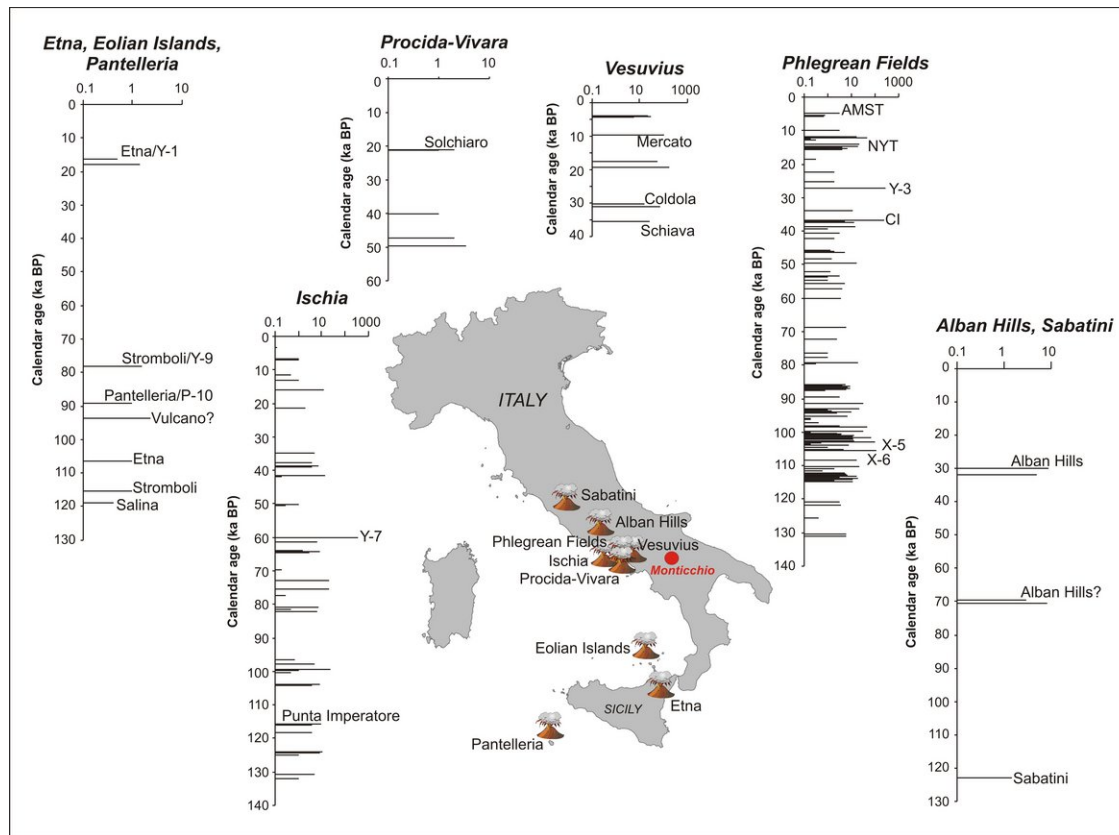 Etna, Eolian Islands,
Pantelleria
0.1 1 10
Calendar age (ka BP)
0
10
20
30
40
50
60
70
80
90
100
110
120
130
Etna/Y-1
Stromboli/Y-9
Pantelleria/P-10
Vulcano?
Etna
Stromboli
Salina
Procida-Vivara
0.1 1 10
Calendar age (ka BP)
0
10
20
30
40
50
60
Solchiaro
Vesuvius
0.1 10 1000
Calendar age (ka BP)
0
10
20
30
40
Mercato
Coldola
Schiava
Phlegrean Fields
0.1 10 1000
Calendar age (ka BP)
0
10
20
30
40
50
60
70
80
90
100
110
120
130
140
AMST
NYT
Y-3
CI
X-5
X-6
Ischia
0.1 10 1000
Calendar age (ka BP)
0
10
20
30
40
50
60
70
80
90
100
110
120
130
140
Y-7
Punta Imperatore
Alban Hills, Sabatini
0.1 1 10
Calendar age (ka BP)
0
10
20
30
40
50
60
70
80
90
100
110
120
130
Alban Hills
Alban Hills?
Sabatini
ITALY
Sabatini
Alban Hills
Phlegrean Fields
Vesuvius
Ischia
Procida-Vivara
Monticchio
Eolian Islands
SICILY
Etna
Pantelleria